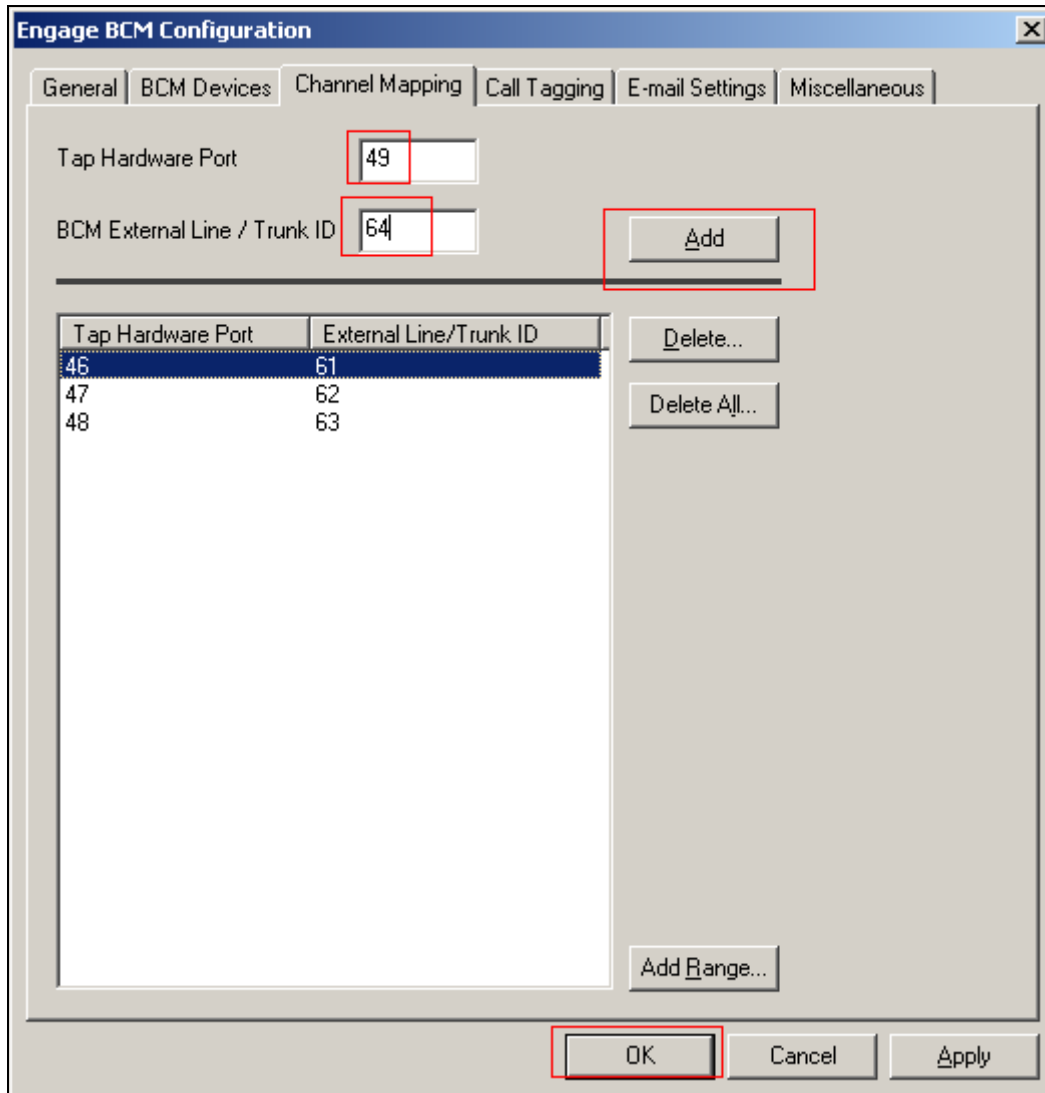 Engage BCM Configuration
General BCM Devices Channel Mapping Call Tagging E-mail Settings Miscellaneous
Tap Hardware Port 49
BCM External Line / Trunk ID 64
Add
Tap Hardware Port External Line/Trunk ID
Delete...
46 61
47 62
Delete All...
48 63
Add Range...
OK Cancel Apply